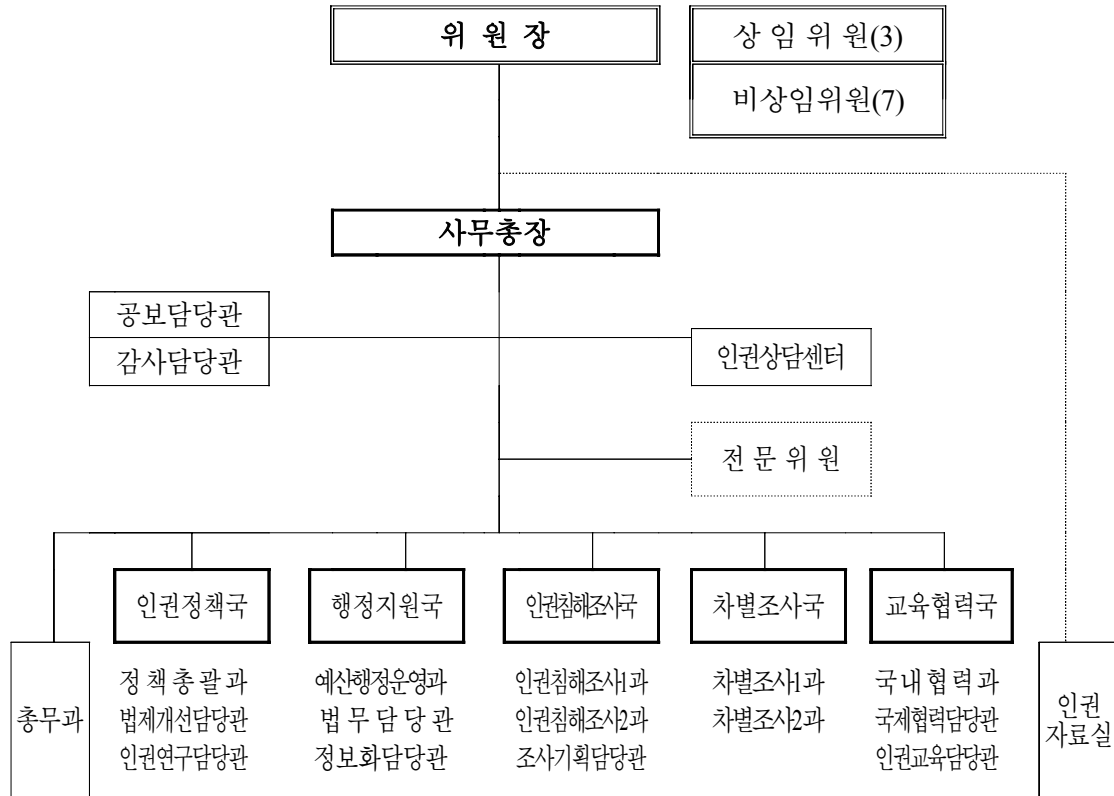 위 원 장
상 임 위 원(3)
비상임위원(7)
사무총장
공보담당관
감사담당관
인권상담센터
전 문 위 원
인권정책국
행정지원국
인권침해조사국
차별조사국
교육협력국
총무과
정 책 총 괄 과
법제개선담당관
인권연구담당관
예산행정운영과
법 무 담 당 관
정보화담당관
인권침해조사1과
인권침해조사2과
조사기획담당관
차별조사1과
차별조사2과
국 내 협 력 과
국제협력담당관
인권교육담당관
인권
자료실